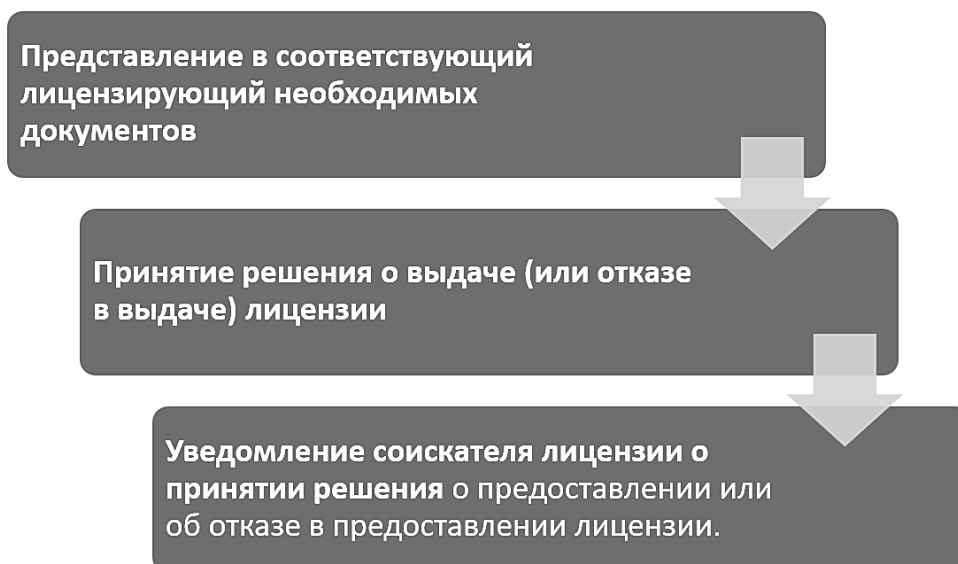 Представление в соответствующий
лицензирующий необходимых
документов
Принятие решения о выдаче (или отказе
в выдаче) лицензии
Уведомление соискателя лицензии о
принятии решения о предоставлении или
об отказе в предоставлении лицензии.